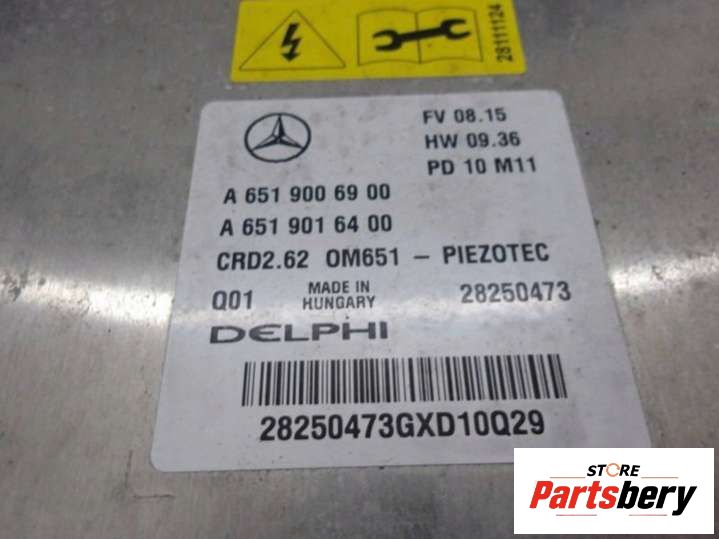 28111124
FV 08.15
HW 09.36
PD 10 M11
A 651 900 69 00
A 651 901 64 00
CRD2.62 OM651 - PIEZOTEC
Q01 MADE IN HUNGARY 28250473
DELPHI
28250473GXD10Q29
STORE
Partsbery